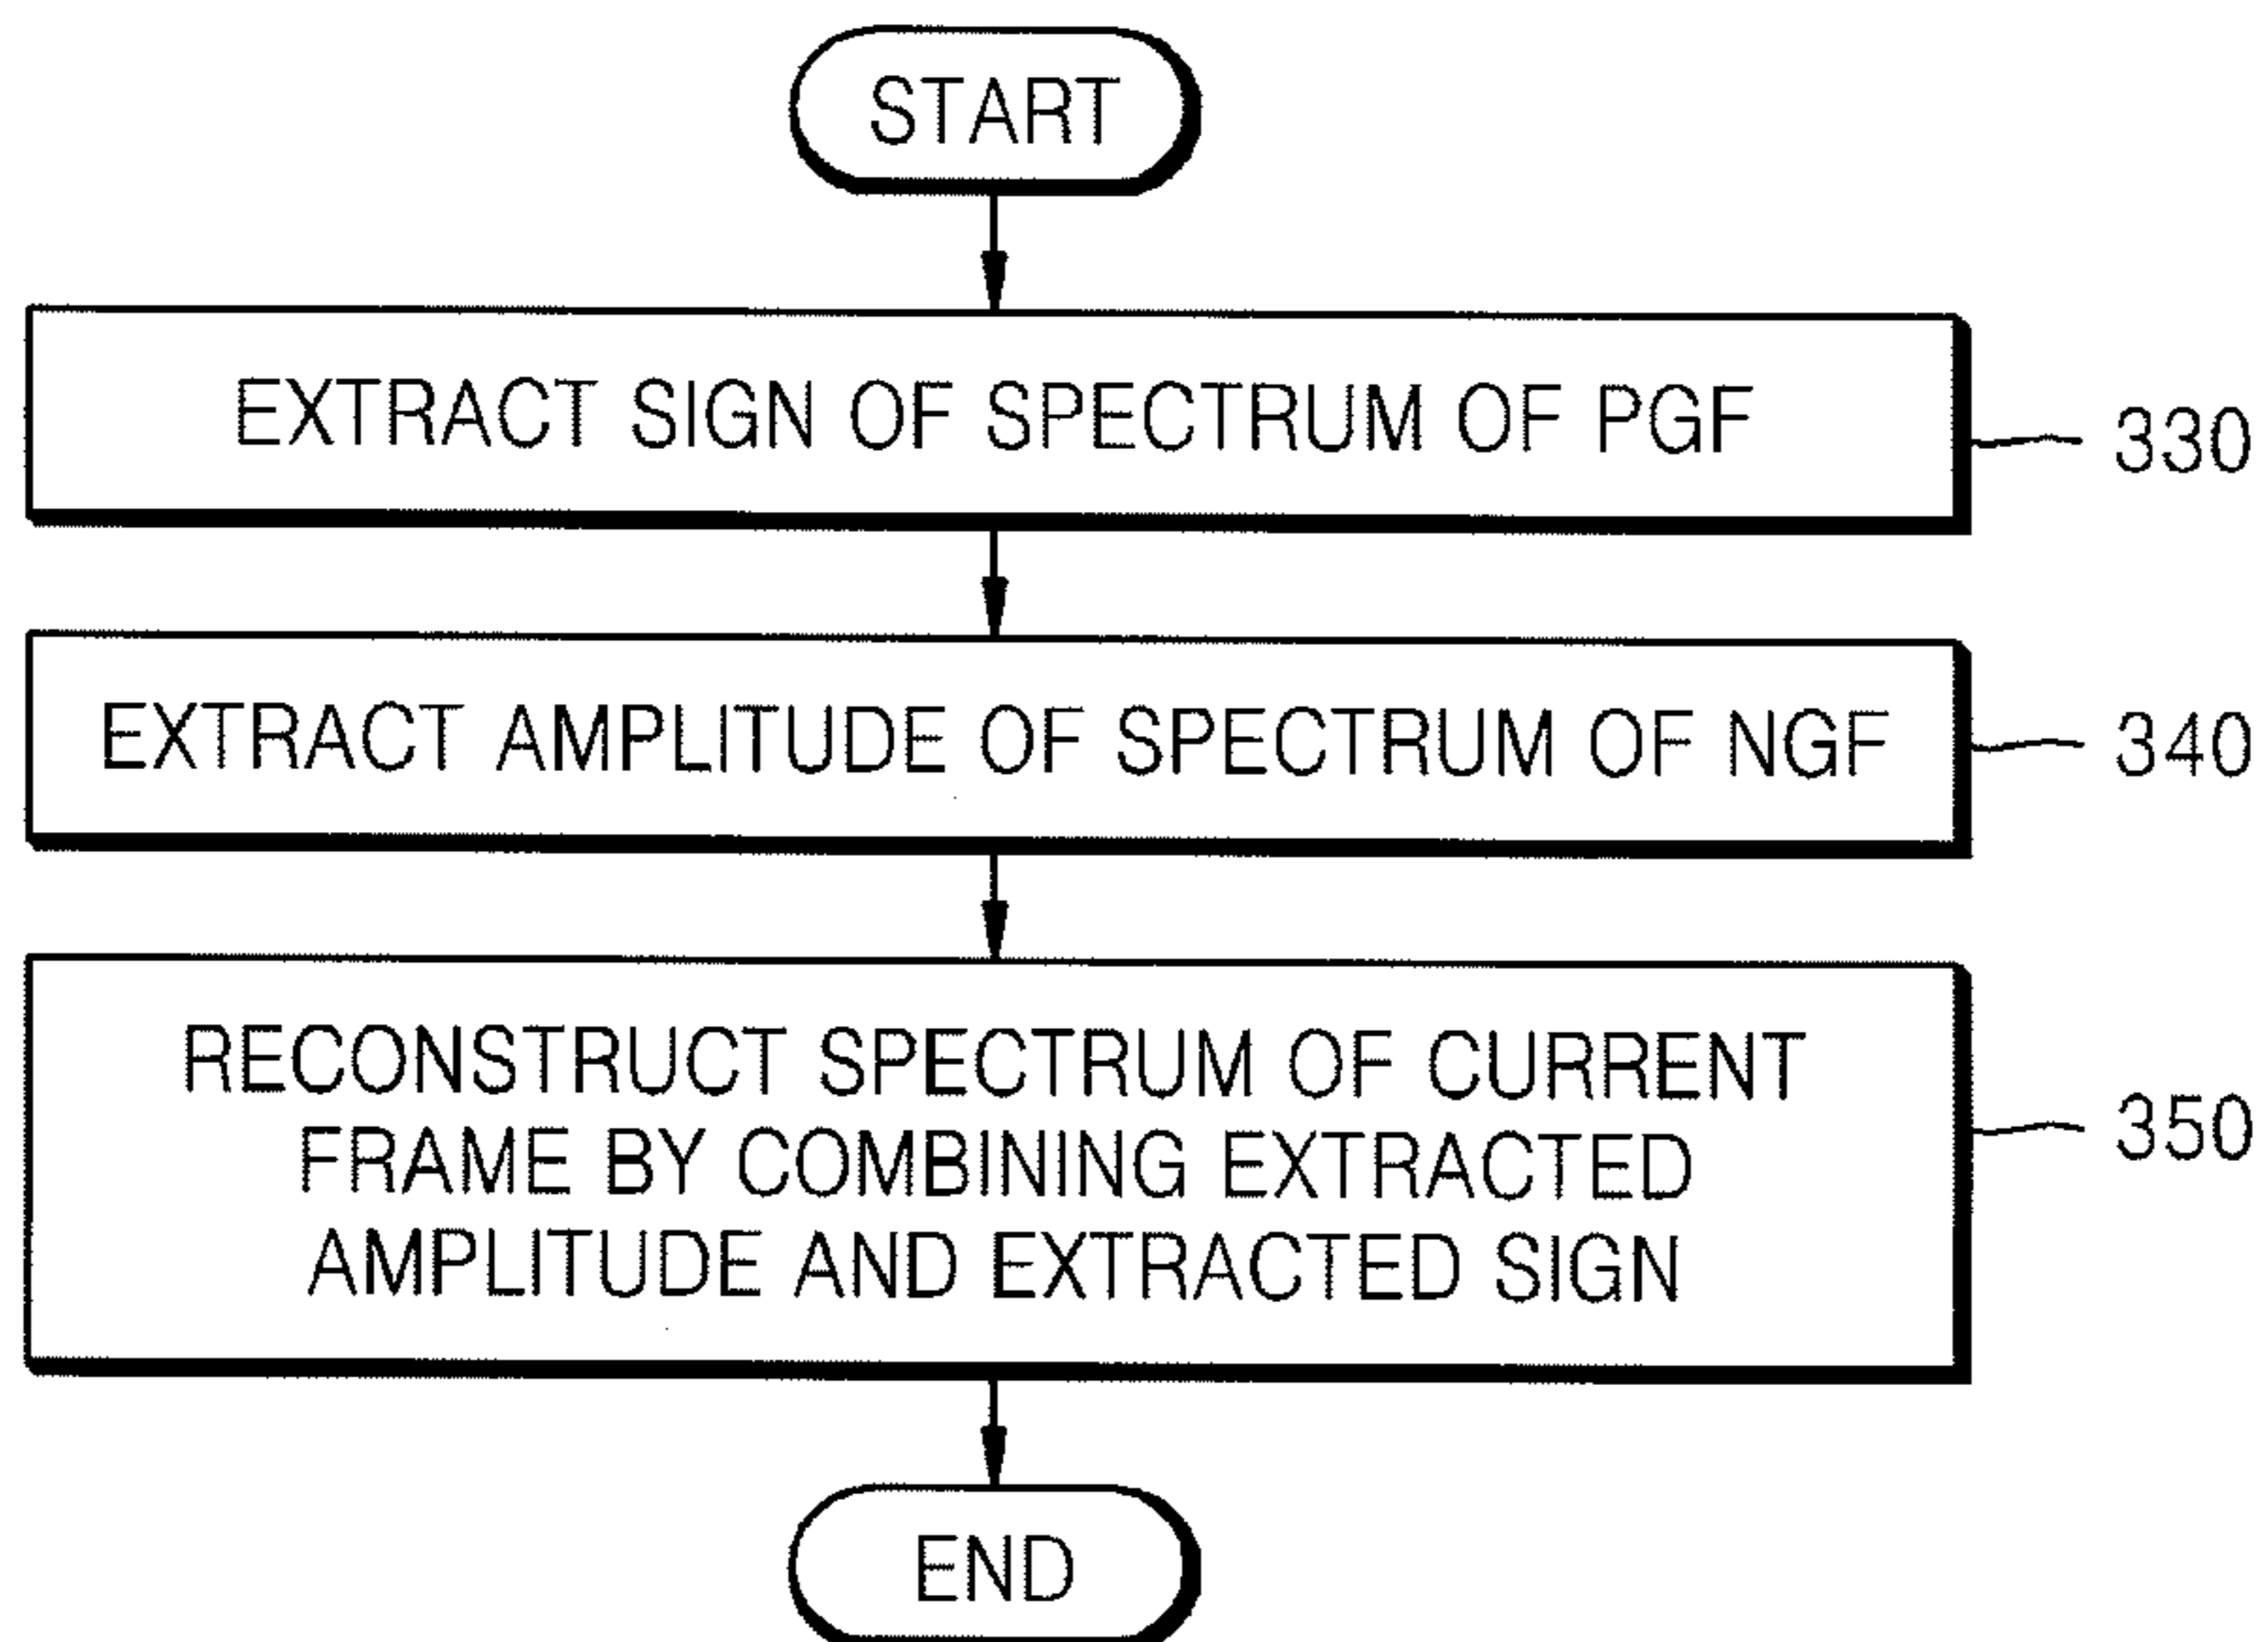 START
EXTRACT SIGN OF SPECTRUM OF PGF
330
EXTRACT AMPLITUDE OF SPECTRUM OF NGF
340
RECONSTRUCT SPECTRUM OF CURRENT
FRAME BY COMBINING EXTRACTED
AMPLITUDE AND EXTRACTED SIGN
350
END